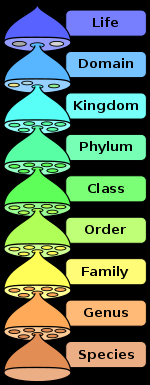 Life
Domain
Kingdom
Phylum
Class
Order
Family
Genus
Species